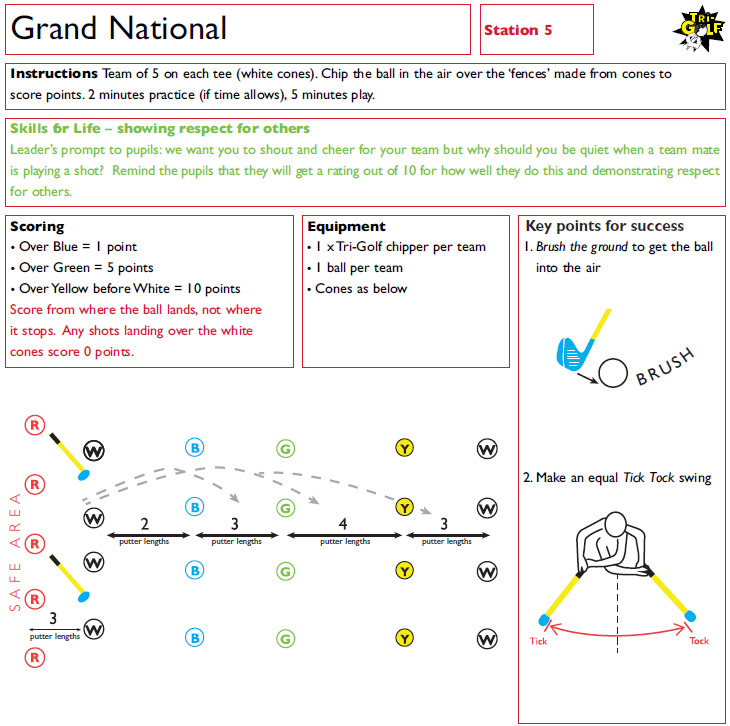 Grand National
Station 5
TRI-
GOLF
Instructions Team of 5 on each tee (white cones). Chip the ball in the air over the ‘fences’ made from cones to
score points. 2 minutes practice (if time allows), 5 minutes play.
Skills for Life – showing respect for others
Leader’s prompt to pupils: we want you to shout and cheer for your team but why should you be quiet when a team mate
is playing a shot? Remind the pupils that they will get a rating out of 10 for how well they do this and demonstrating respect
for others.
Scoring
• Over Blue = 1 point
• Over Green = 5 points
• Over Yellow before White = 10 points
Score from where the ball lands, not where
it stops. Any shots landing over the white
cones score 0 points.
Equipment
• 1 x Tri-Golf chipper per team
• 1 ball per team
• Cones as below
Key points for success
1. Brush the ground to get the ball
into the air
BRUSH
2. Make an equal Tick Tock swing
Tick
Tock
R
W B G Y W
R
W B G Y W
2 3 4 3
putter lengths putter lengths putter lengths putter lengths
SAFE AREA
R
W B G Y W
R
W B G Y W
3
putter lengths
R